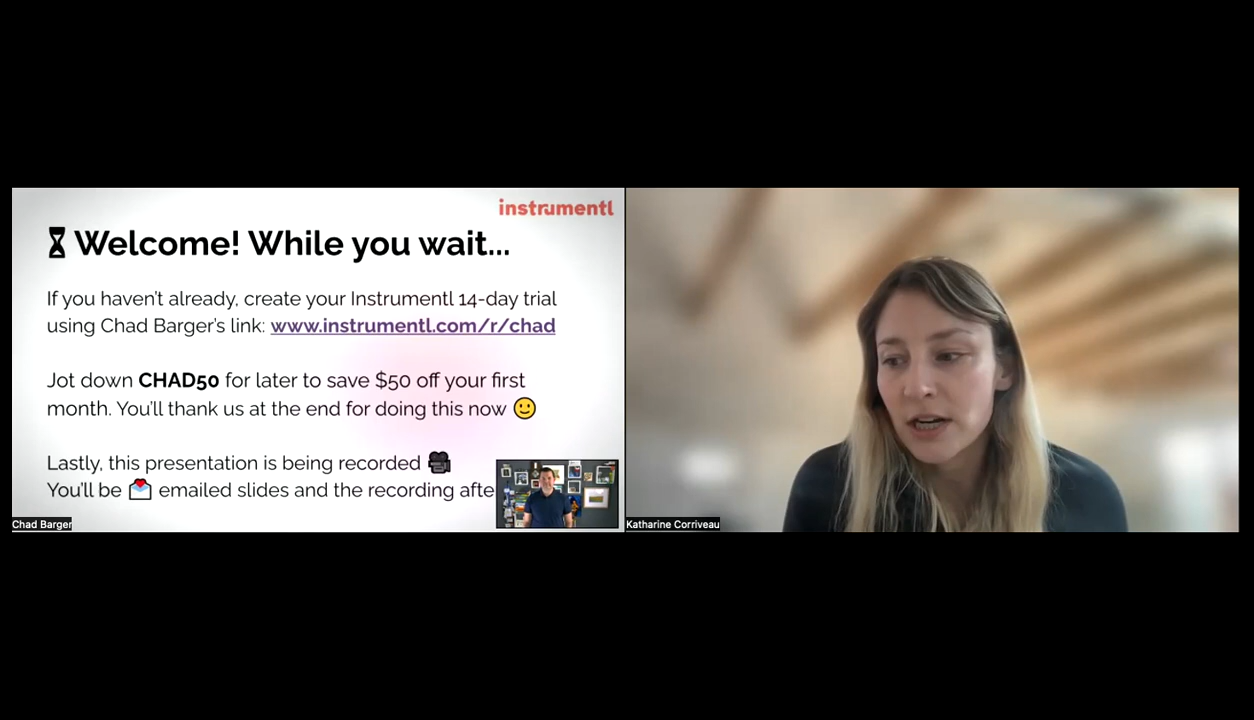 instrumentl
Welcome! While you wait...
If you haven't already, create your Instrumentl 14-day trial
using Chad Barger's link: www.instrumentl.com/r/chad
Jot down CHAD50 for later to save $50 off your first
month. You'll thank us at the end for doing this now 🙂
Lastly, this presentation is being recorded 🎥
You'll be 💌 emailed slides and the recording afte
Chad Barger
Katharine Corriveau